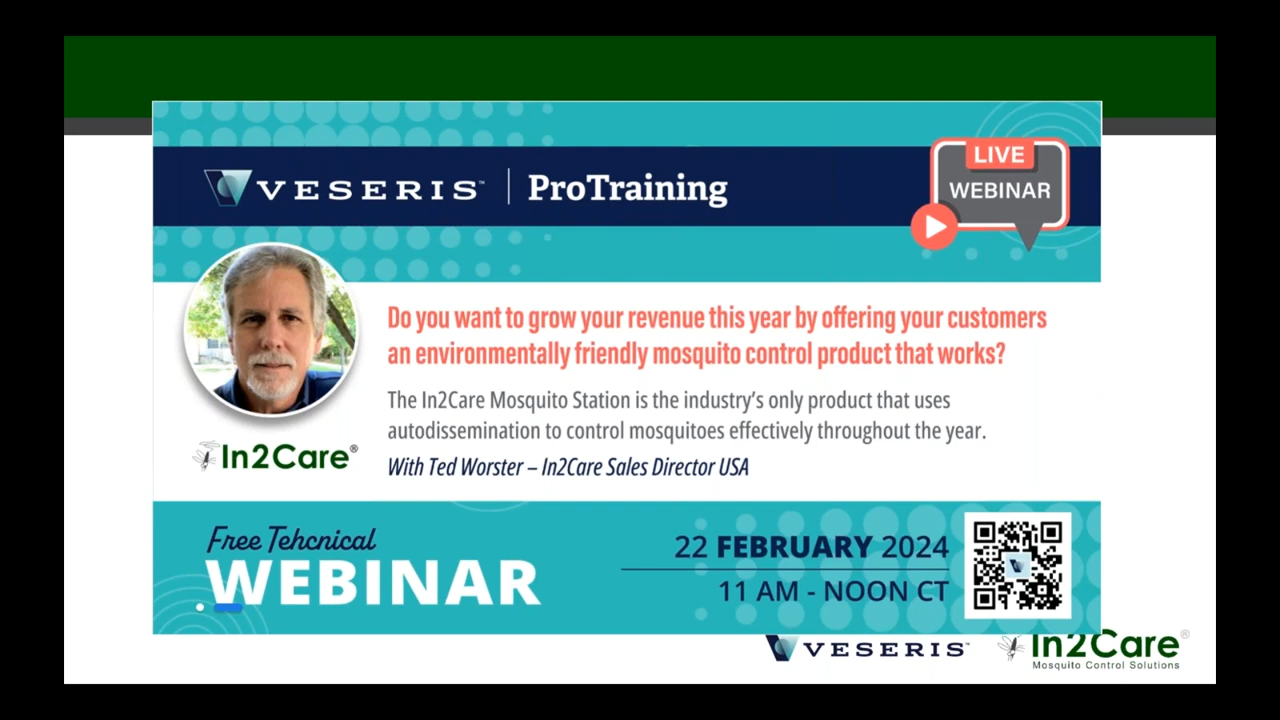 VESERIS™ | ProTraining
LIVE
WEBINAR
Do you want to grow your revenue this year by offering your customers
an environmentally friendly mosquito control product that works?
The In2Care Mosquito Station is the industry's only product that uses
autodissemination to control mosquitoes effectively throughout the year.
With Ted Worster – In2Care Sales Director USA
In2Care®
Free Tehcnical
WEBINAR
22 FEBRUARY 2024
11 AM - NOON CT
VESERIS™
In2Care®
Mosquito Control Solutions